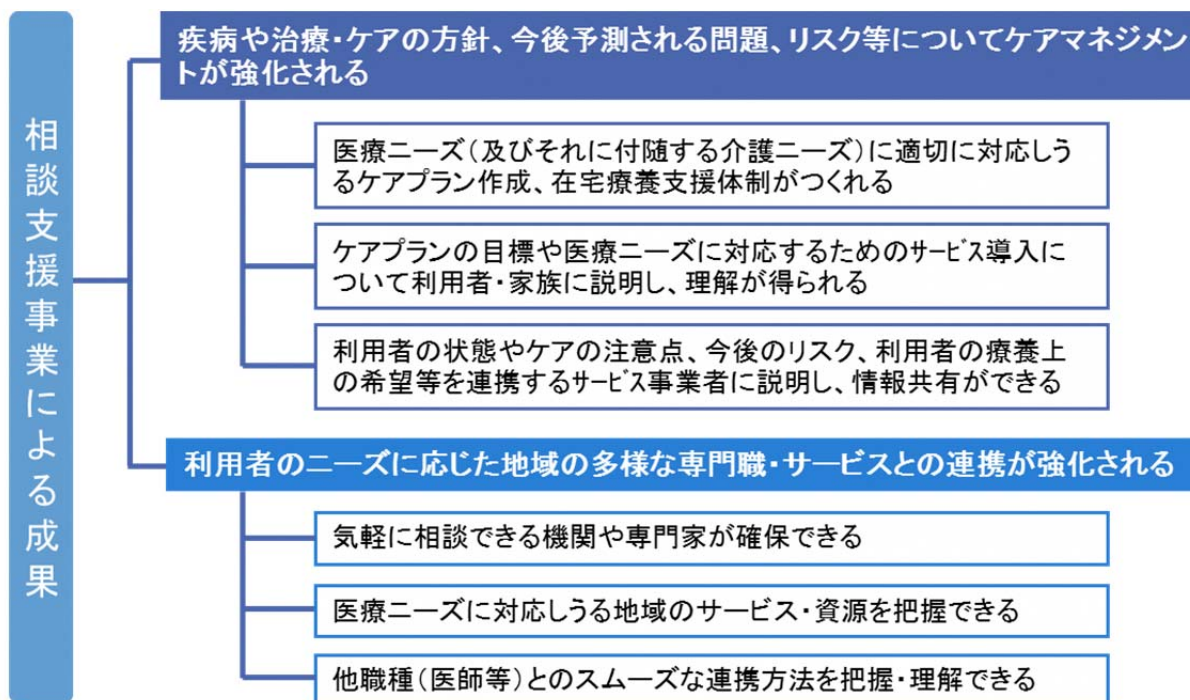 相談支援事業による成果
疾病や治療・ケアの方針、今後予測される問題、リスク等についてケアマネジメン
トが強化される
医療ニーズ(及びそれに付随する介護ニーズ)に適切に対応しう
るケアプラン作成、在宅療養支援体制がつくれる
ケアプランの目標や医療ニーズに対応するためのｻｰﾋﾞｽ導入に
ついて利用者・家族に説明し、理解が得られる
利用者の状態やケアの注意点、今後のリスク、利用者の療養上
の希望等を連携するｻｰﾋﾞｽ事業者に説明し、情報共有ができる
利用者のニーズに応じた地域の多様な専門職・サービスとの連携が強化される
気軽に相談できる機関や専門家が確保できる
医療ニーズに対応しうる地域のサービス・資源を把握できる
他職種(医師等)とのスムーズな連携方法を把握・理解できる